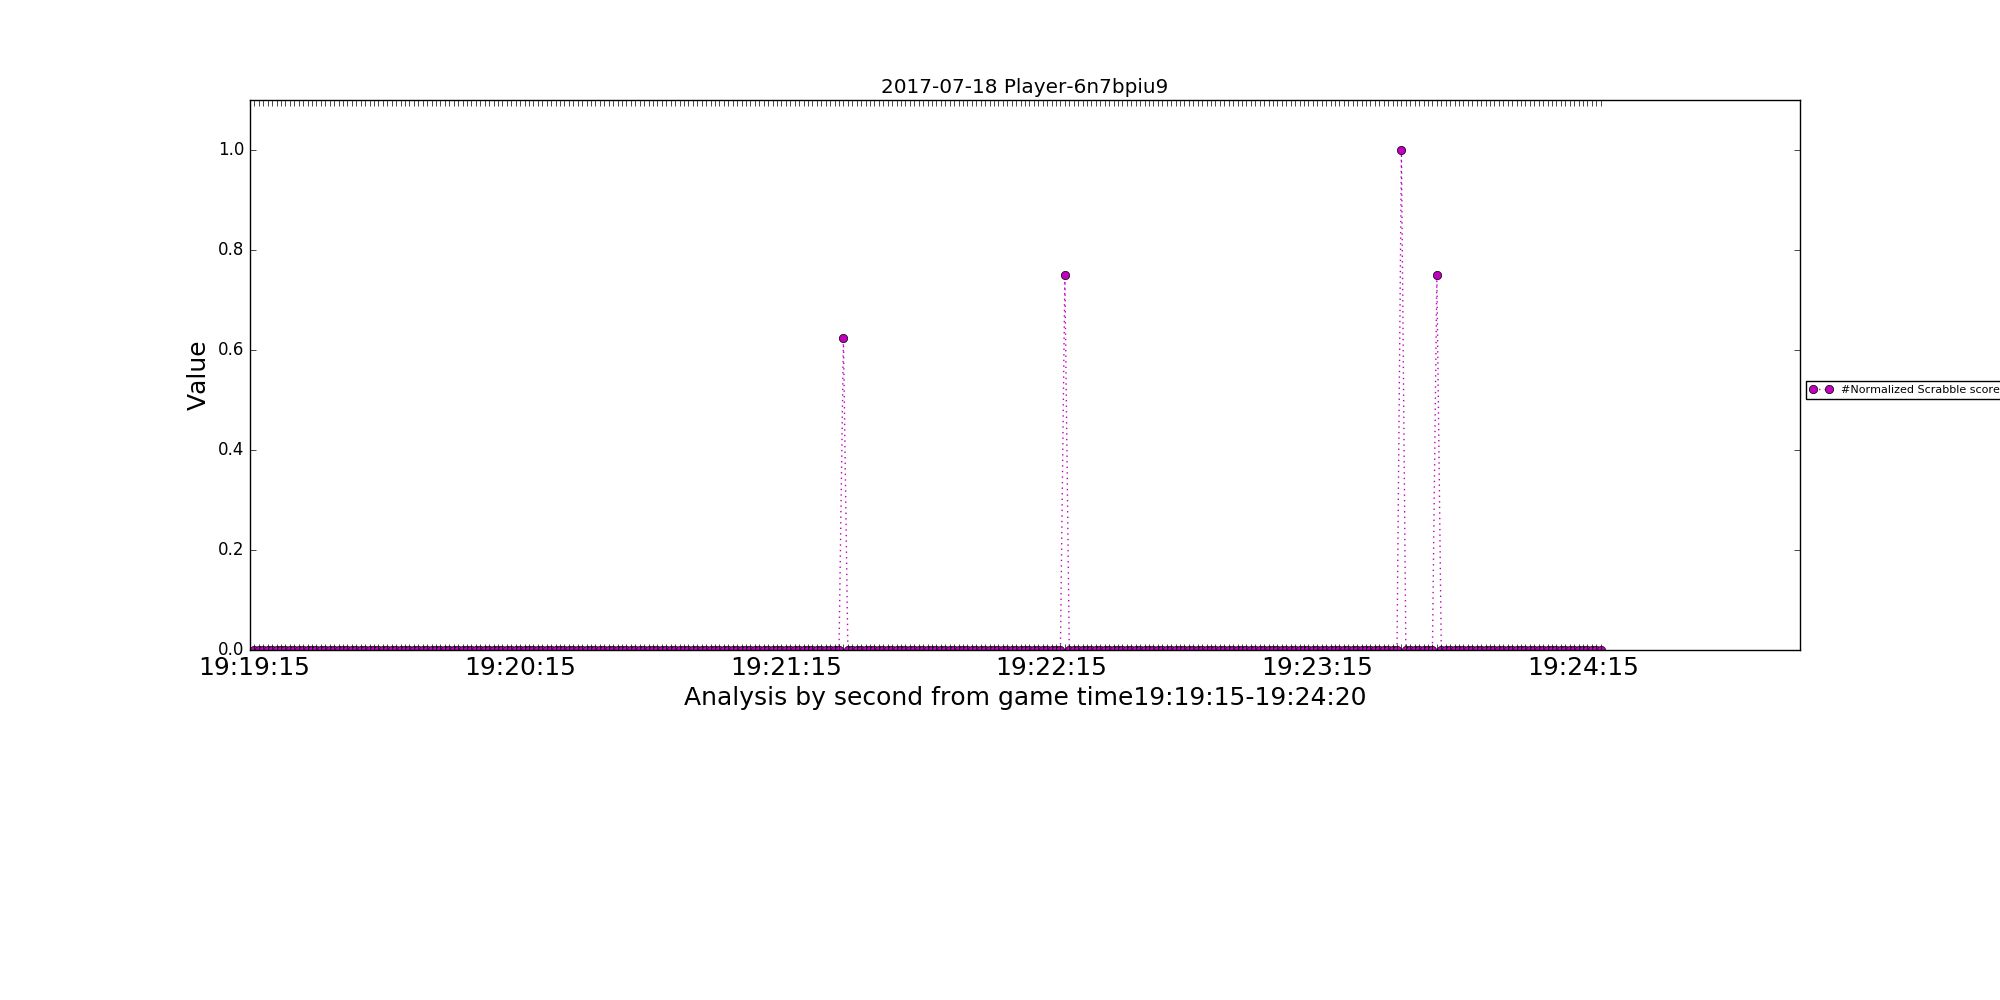 2017-07-18 Player-6n7bpiu9
1.0
0.8
0.6
0.4
0.2
0.0
Value
#Normalized Scrabble score
19:19:15 19:20:15 19:21:15 19:22:15 19:23:15 19:24:15
Analysis by second from game time19:19:15-19:24:20